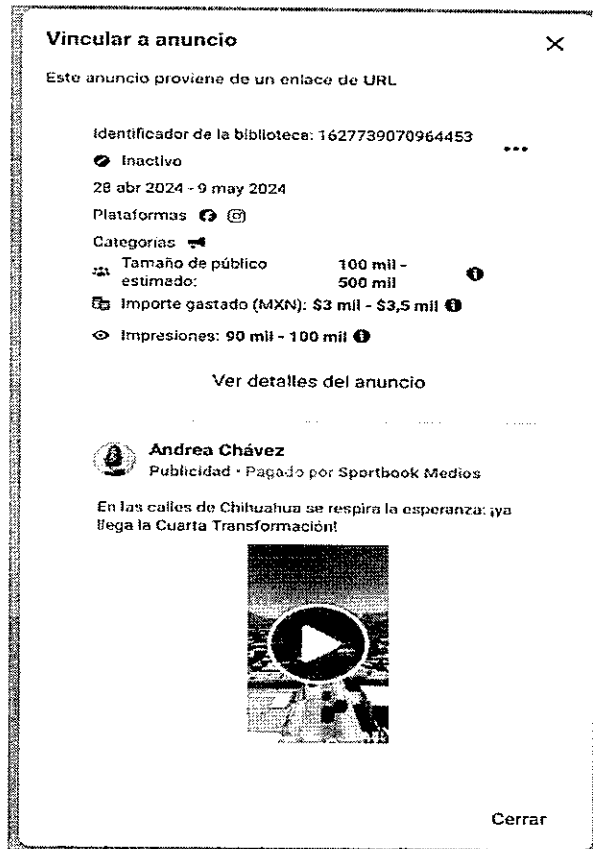 Vincular a anuncio
Este anuncio proviene de un enlace de URL
Identificador de la biblioteca: 1627739070964453
Inactivo
28 abr 2024 - 9 may 2024
Plataformas
Categorías
Tamaño de público estimado: 100 mil - 500 mil
Importe gastado (MXN): $3 mil - $3,5 mil
Impresiones: 90 mil - 100 mil
Ver detalles del anuncio
Andrea Chávez
Publicidad · Pagado por Sportbook Medios
En las calles de Chihuahua se respira la esperanza: ¡ya
llega la Cuarta Transformación!
Cerrar